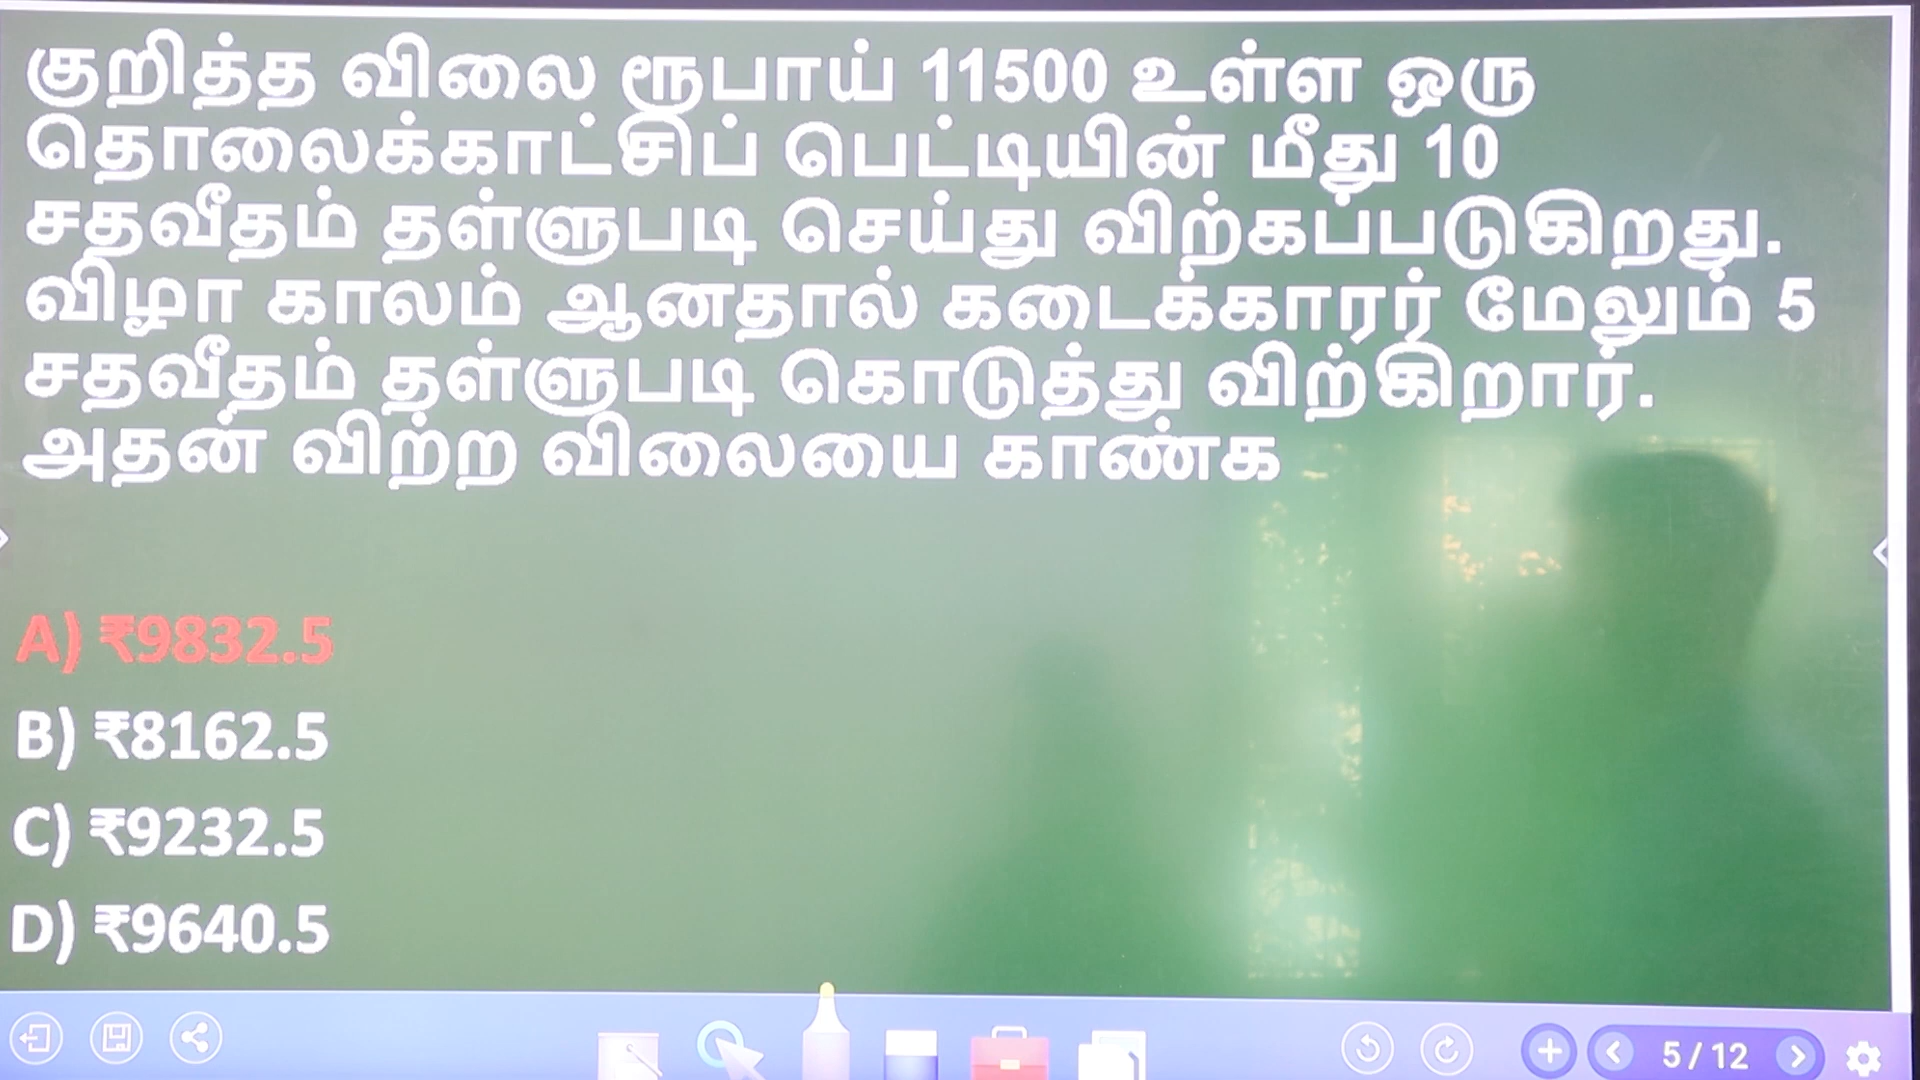 குறித்த விலை ரூபாய் 11500 உள்ள ஒரு
தொலைக்காட்சிப் பெட்டியின் மீது 10
சதவீதம் தள்ளுபடி செய்து விற்கப்படுகிறது.
விழா காலம் ஆனதால் கடைக்காரர் மேலும் 5
சதவீதம் தள்ளுபடி கொடுத்து விற்கிறார்.
அதன் விற்ற விலையை காண்க
A) ₹9832.5
B) ₹8162.5
C) ₹9232.5
D) ₹9640.5
5 / 12